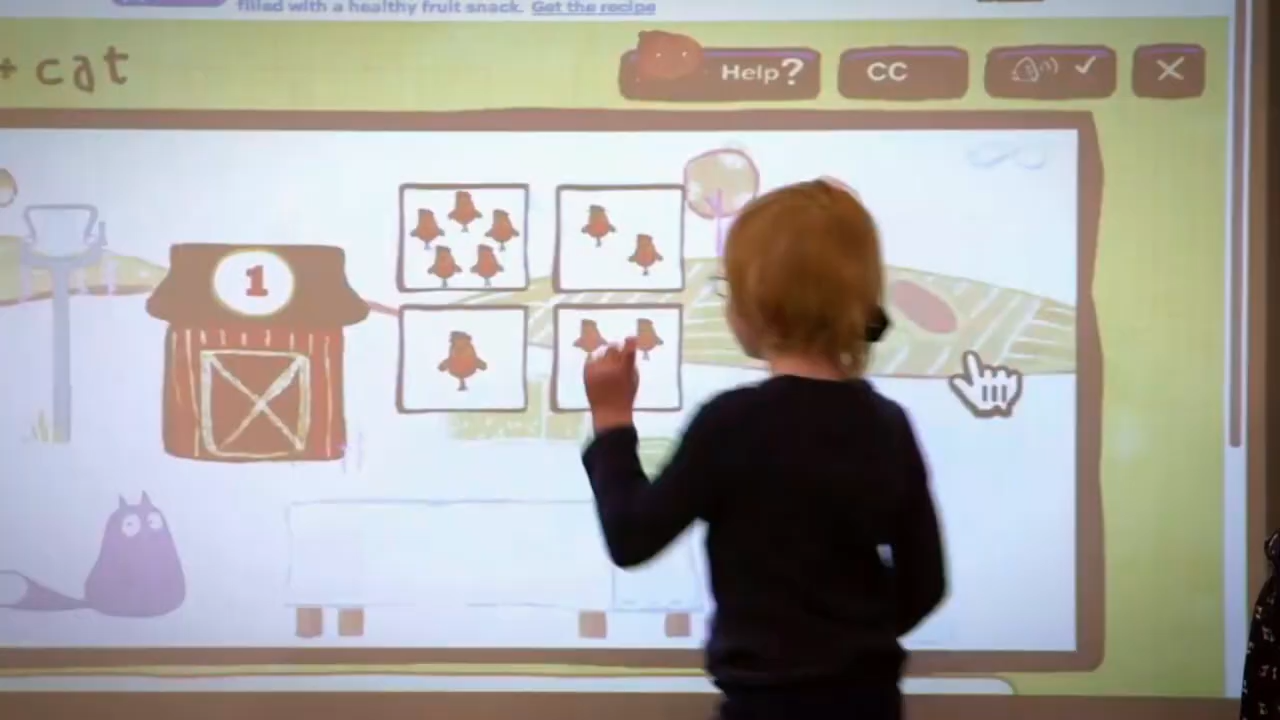 filled with a healthy fruit snack. Get the recipe
+ cat
Help?
CC
1